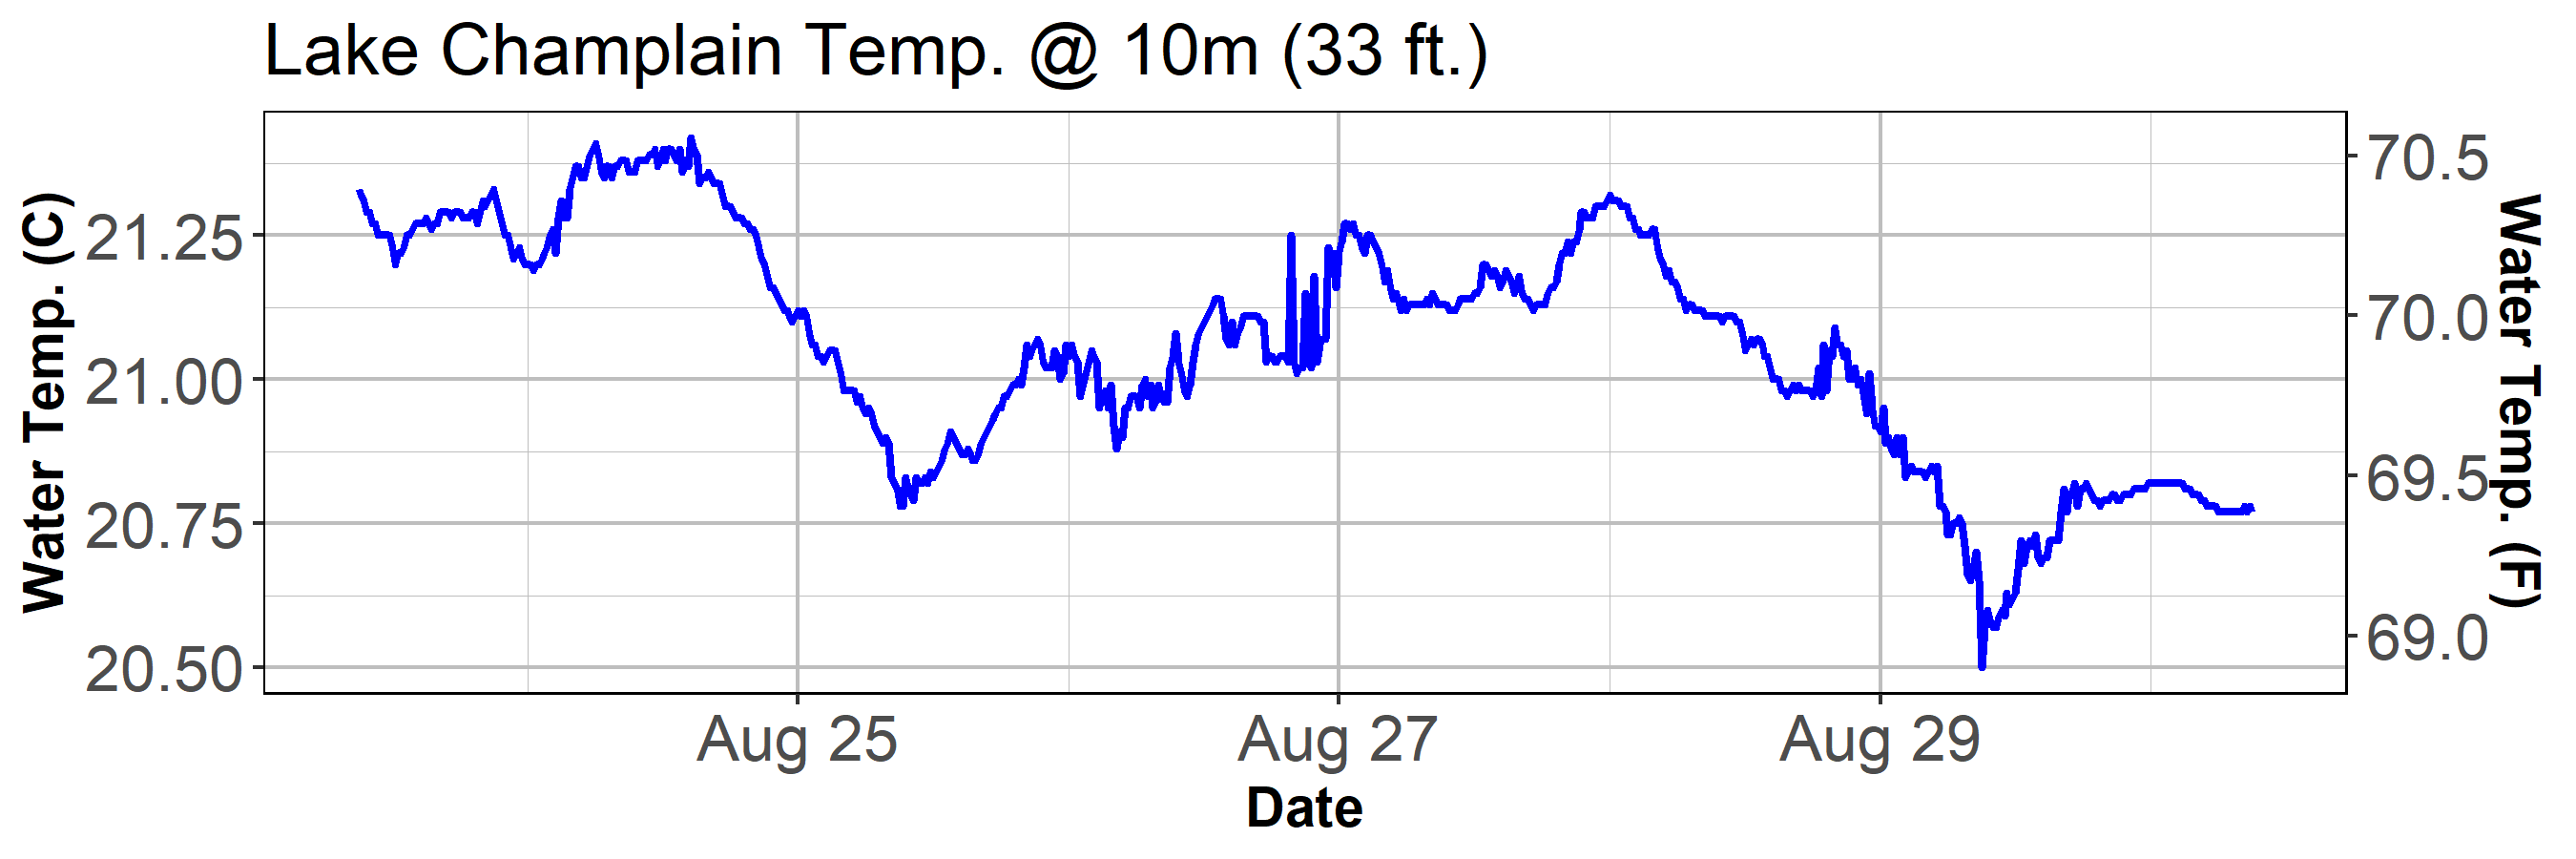 Lake Champlain Temp. @ 10m (33 ft.)
Water Temp. (C)
21.25
21.00
20.75
20.50
70.5
70.0
69.5
69.0
Water Temp. (F)
Aug 25 Aug 27 Aug 29
Date